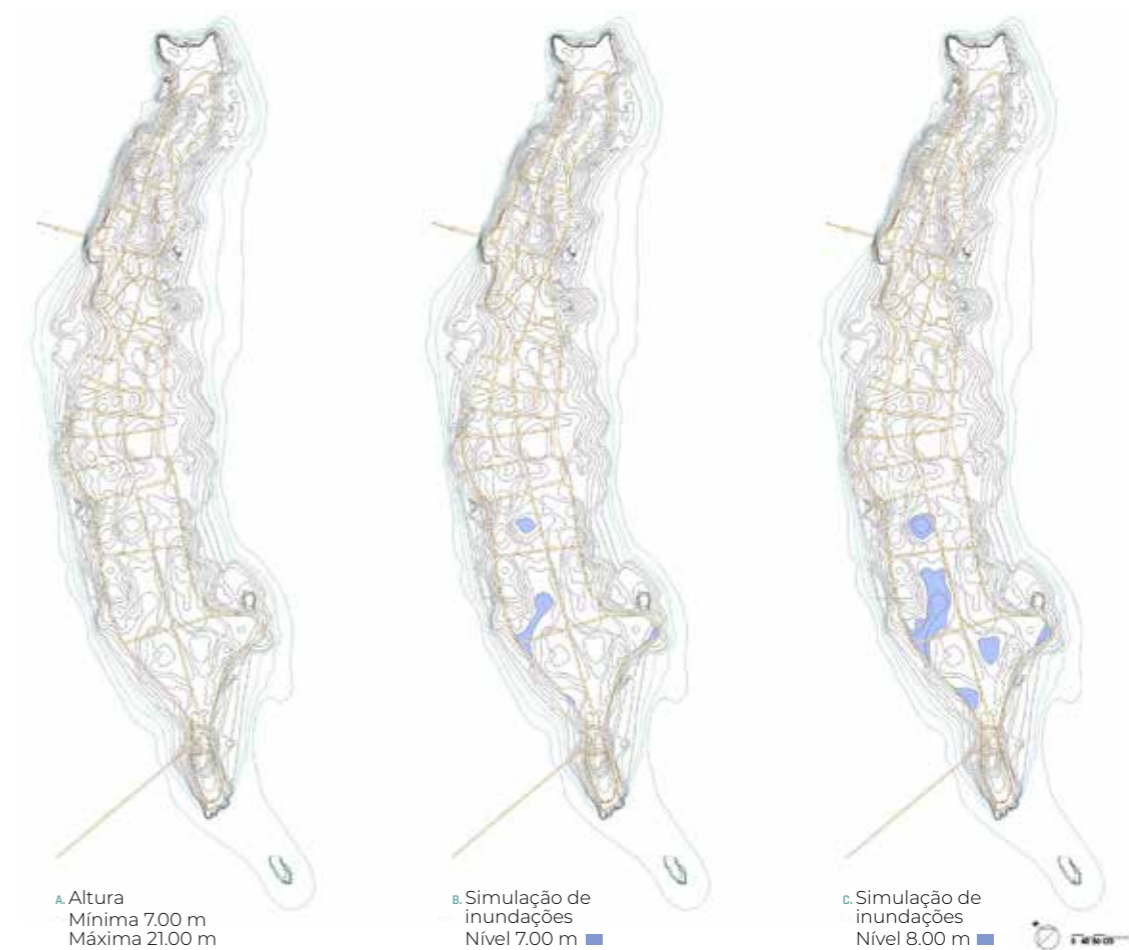 A. Altura
Mínima 7.00 m
Máxima 21.00 m
B. Simulação de
inundações
Nível 7.00 m
C. Simulação de
inundações
Nível 8.00 m